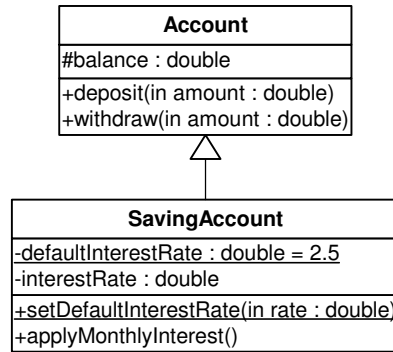 Account
#balance : double
+deposit(in amount : double)
+withdraw(in amount : double)
SavingAccount
-defaultInterestRate : double = 2.5
-interestRate : double
+setDefaultInterestRate(in rate : double)
+applyMonthlyInterest()